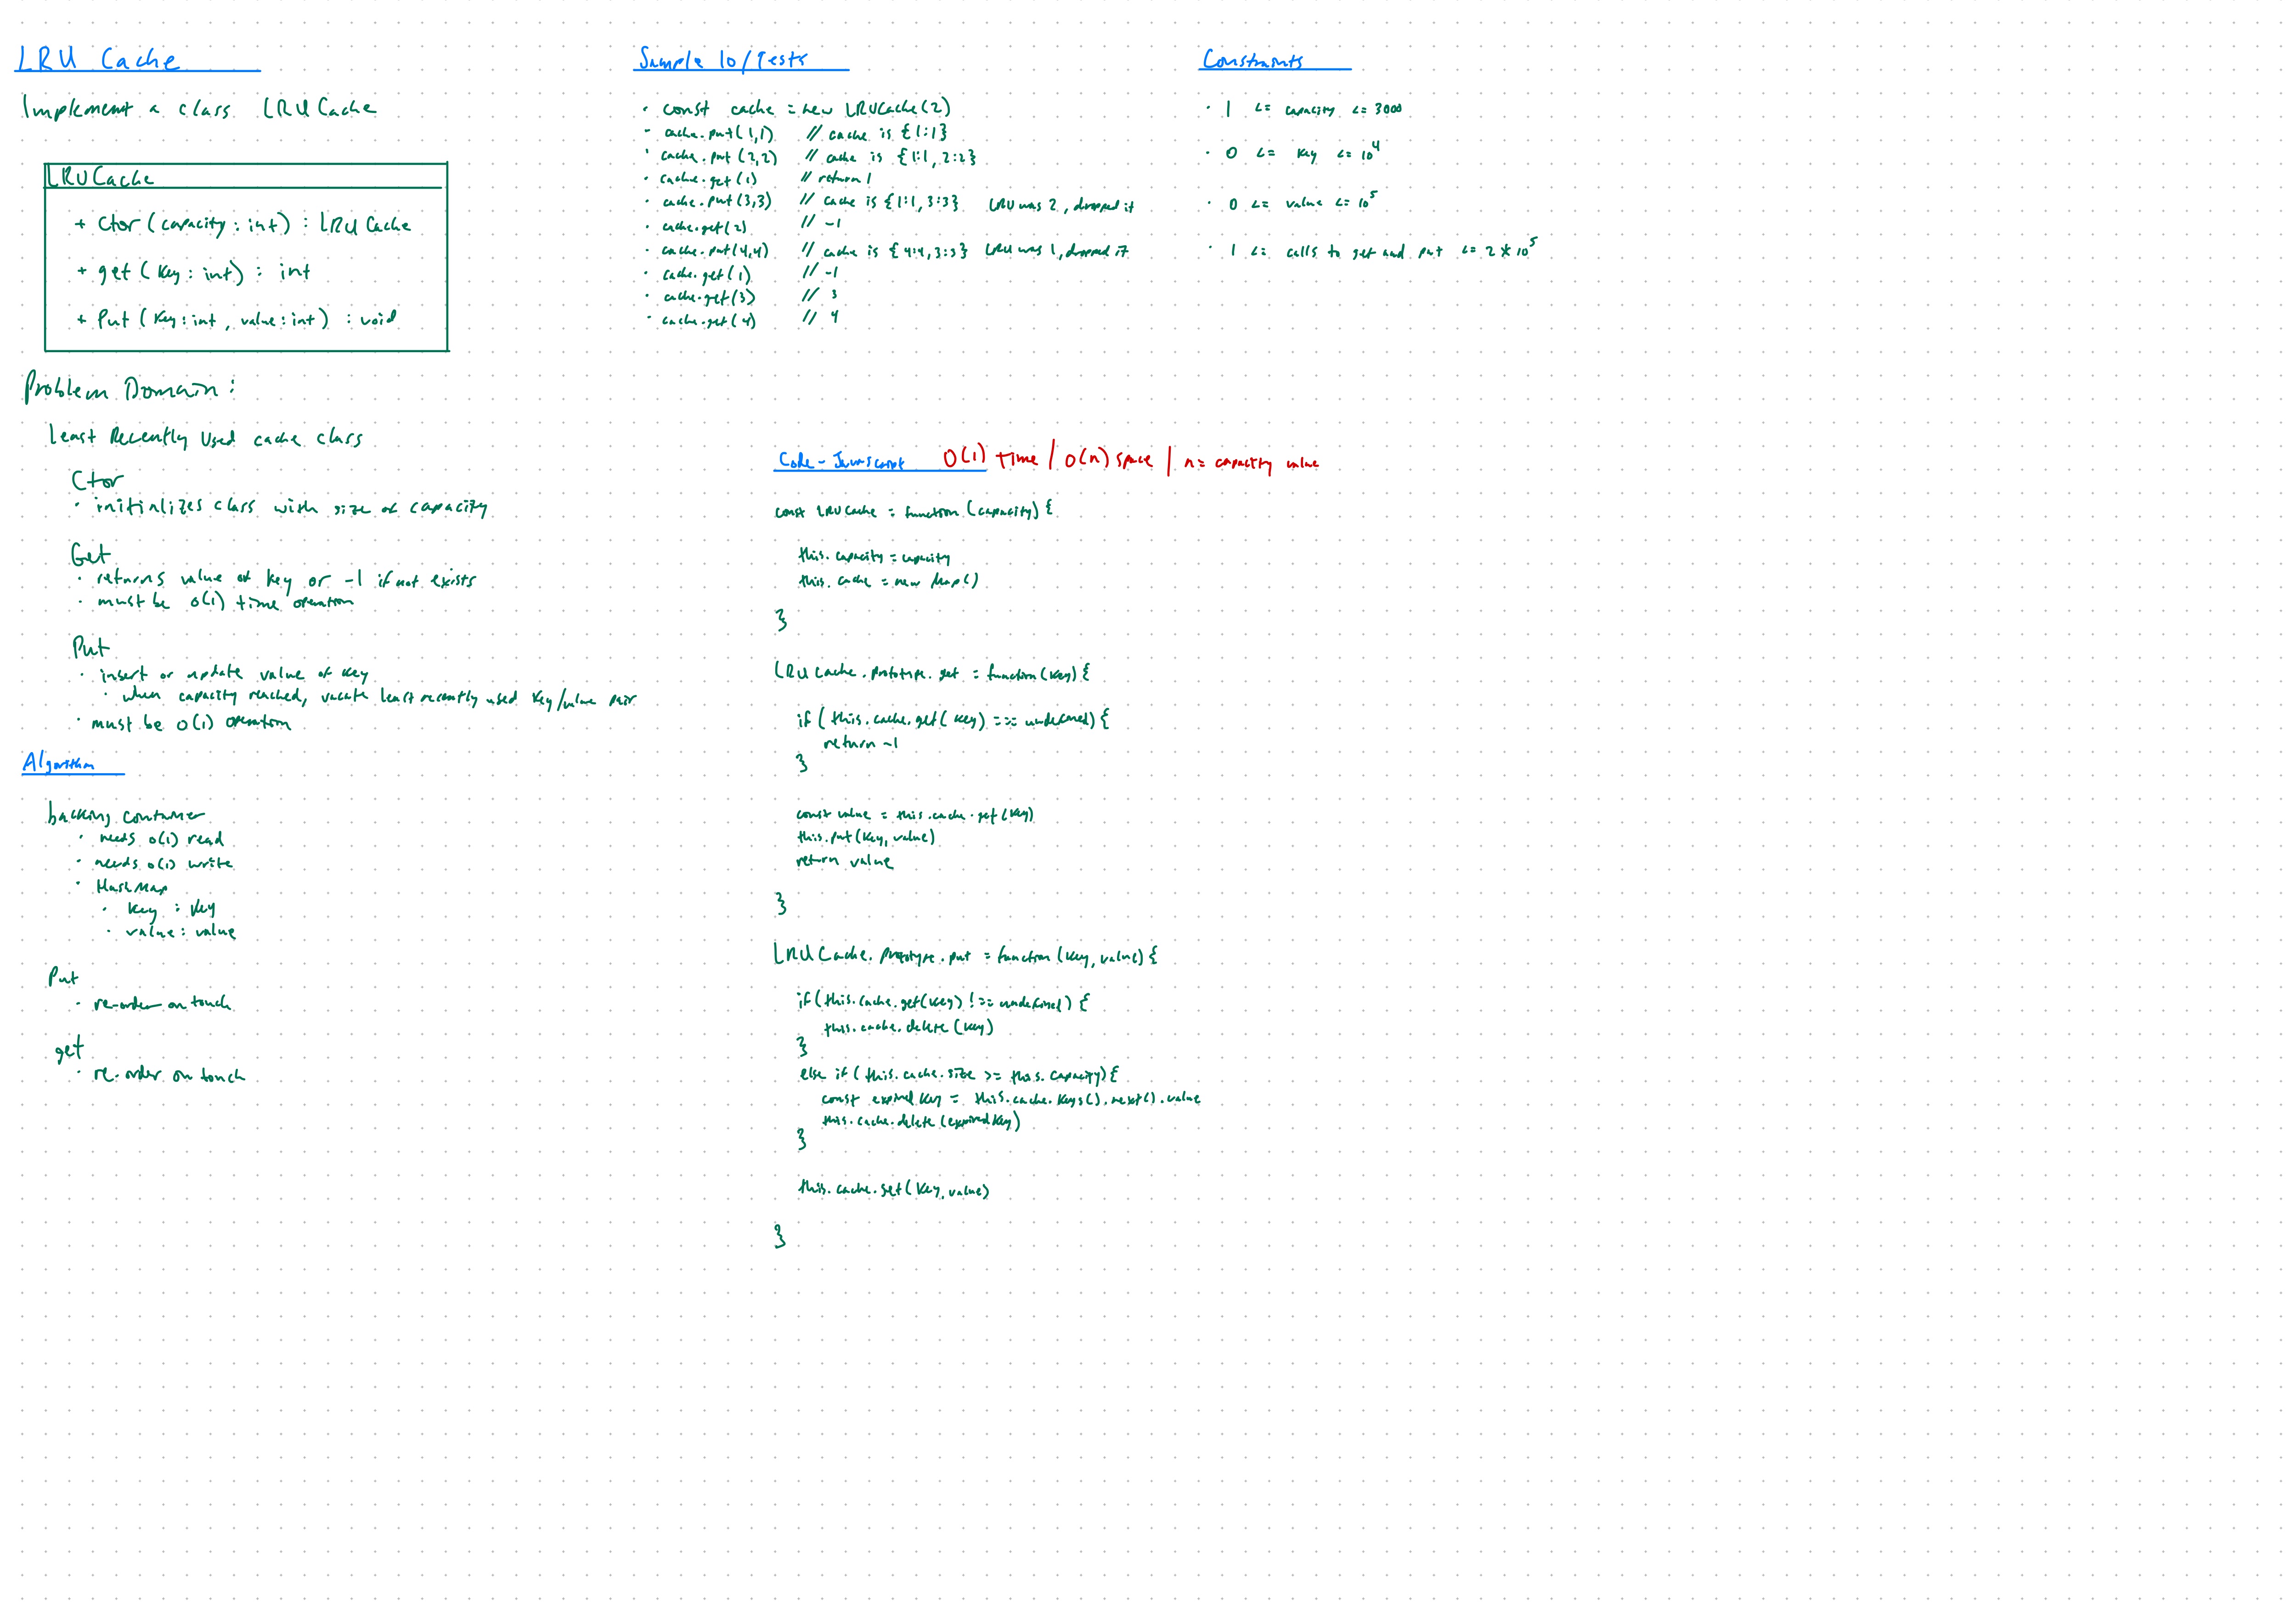 LRU Cache
Implement a class LRU Cache
LRU Cache
+ Ctor (capacity : int) : LRU Cache
+ get (key : int) : int
+ Put (key : int, value : int) : void
Problem Domain :
Least Recently Used cache class
Ctor
· initializes class with size of capacity
Get
· returns value of key or -1 if not exists
· must be O(1) time operation
Put
· insert or update value of key
· when capacity reached, vacate least recently used key/value pair
· must be O(1) operation
Algorithm
backing container
· needs O(1) read
· needs O(1) write
· HashMap
· key : key
· value : value
Put
· re-order on touch
get
· re-order on touch
Sample IO/Tests
· const cache = new LRUCache(2)
· cache.put(1,1) // cache is {1:1}
· cache.put(2,2) // cache is {1:1, 2:2}
· cache.get(1) // return 1
· cache.put(3,3) // cache is {1:1, 3:3} LRU was 2, dropped it
· cache.get(2) // -1
· cache.put(4,4) // cache is {4:4, 3:3} LRU was 1, dropped it
· cache.get(1) // -1
· cache.get(3) // 3
· cache.get(4) // 4
Constraints
· 1 <= capacity <= 3000
· 0 <= key <= 10^4
· 0 <= value <= 10^5
· 1 <= calls to get and put <= 2 * 10^5
Code - Javascript O(1) time | O(n) space | n = capacity value
const LRUCache = function (capacity) {
this.capacity = capacity
this.cache = new Map()
}
LRUCache.prototype.get = function(key) {
if (this.cache.get(key) === undefined) {
return -1
}
const value = this.cache.get(key)
this.put(key, value)
return value
}
LRUCache.prototype.put = function(key, value) {
if (this.cache.get(key) !== undefined) {
this.cache.delete(key)
}
else if (this.cache.size >= this.capacity) {
const expiredKey = this.cache.keys().next().value
this.cache.delete(expiredKey)
}
this.cache.set(key, value)
}